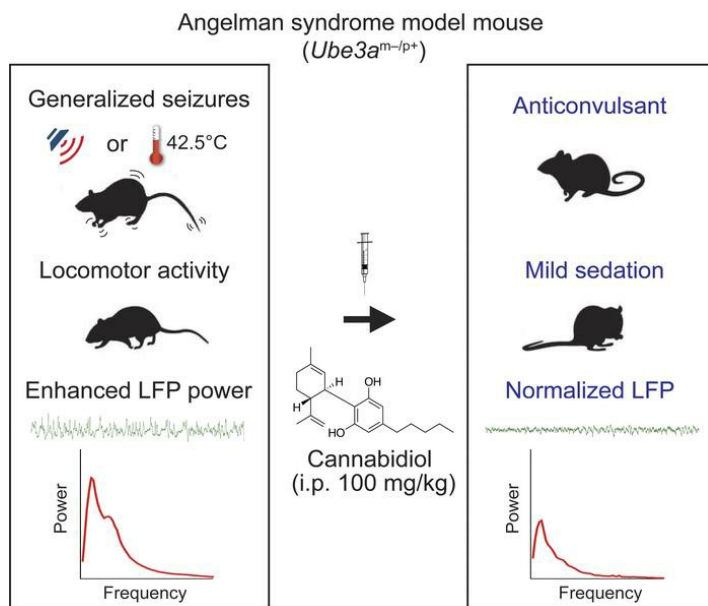 Angelman syndrome model mouse
(Ube3a^m–/p+)
Generalized seizures
or
42.5°C
Locomotor activity
Enhanced LFP power
Power
Frequency
H
OH
H
HO
Cannabidiol
(i.p. 100 mg/kg)
Anticonvulsant
Mild sedation
Normalized LFP
Power
Frequency